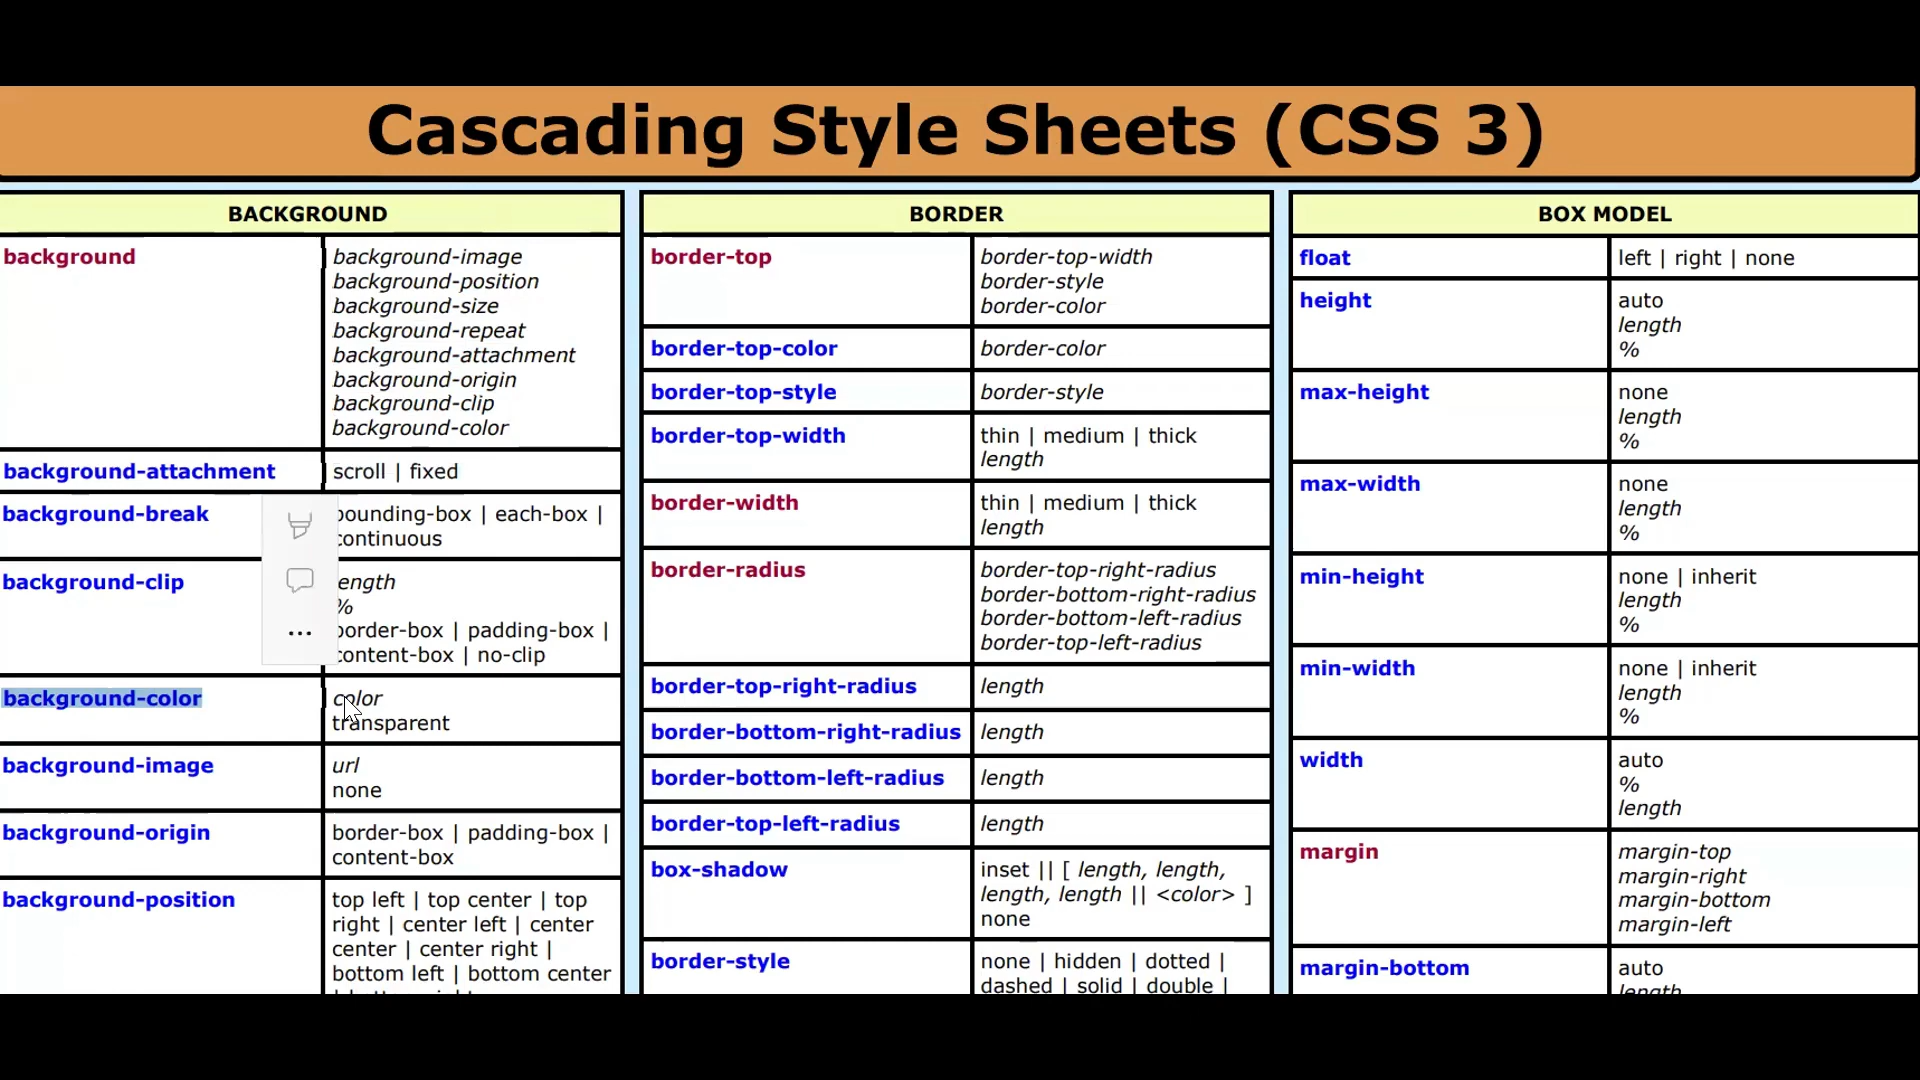 Cascading Style Sheets (CSS 3)
BACKGROUND
background
background-image
background-position
background-size
background-repeat
background-attachment
background-origin
background-clip
background-color
background-attachment
scroll | fixed
background-break
bounding-box | each-box |
continuous
background-clip
length
%
border-box | padding-box |
content-box | no-clip
background-color
color
transparent
background-image
url
none
background-origin
border-box | padding-box |
content-box
background-position
top left | top center | top
right | center left | center
center | center right |
bottom left | bottom center
BORDER
border-top
border-top-width
border-style
border-color
border-top-color
border-color
border-top-style
border-style
border-top-width
thin | medium | thick
length
border-width
thin | medium | thick
length
border-radius
border-top-right-radius
border-bottom-right-radius
border-bottom-left-radius
border-top-left-radius
border-top-right-radius
length
border-bottom-right-radius
length
border-bottom-left-radius
length
border-top-left-radius
length
box-shadow
inset || [ length, length,
length, length || <color> ]
none
border-style
none | hidden | dotted |
dashed | solid | double |
BOX MODEL
float
left | right | none
height
auto
length
%
max-height
none
length
%
max-width
none
length
%
min-height
none | inherit
length
%
min-width
none | inherit
length
%
width
auto
%
length
margin
margin-top
margin-right
margin-bottom
margin-left
margin-bottom
auto
length